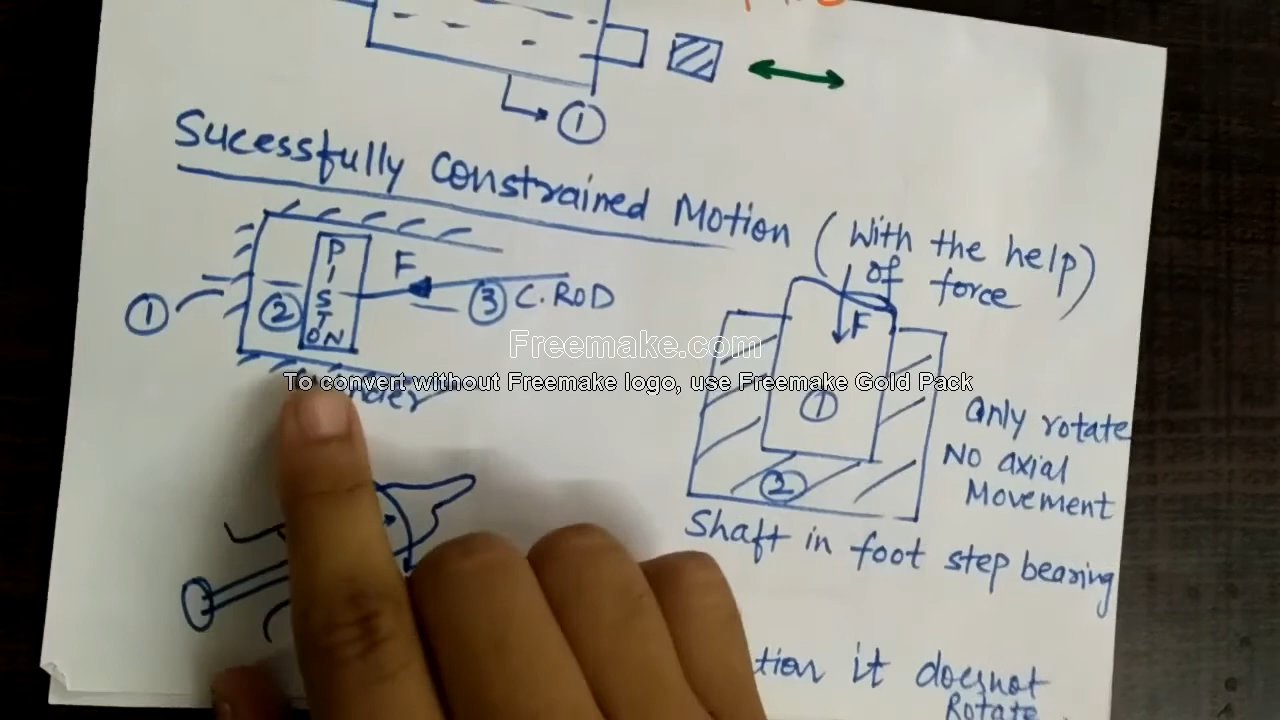 ①
Sucessfully Constrained Motion (With the help
of force)
PISTON
F
①
②
③ C.ROD
F
①
②
Only rotate
No axial
Movement
Shaft in foot step bearing
it doesnot
Rotate
Freemake.com
To convert without Freemake logo, use Freemake Gold Pack